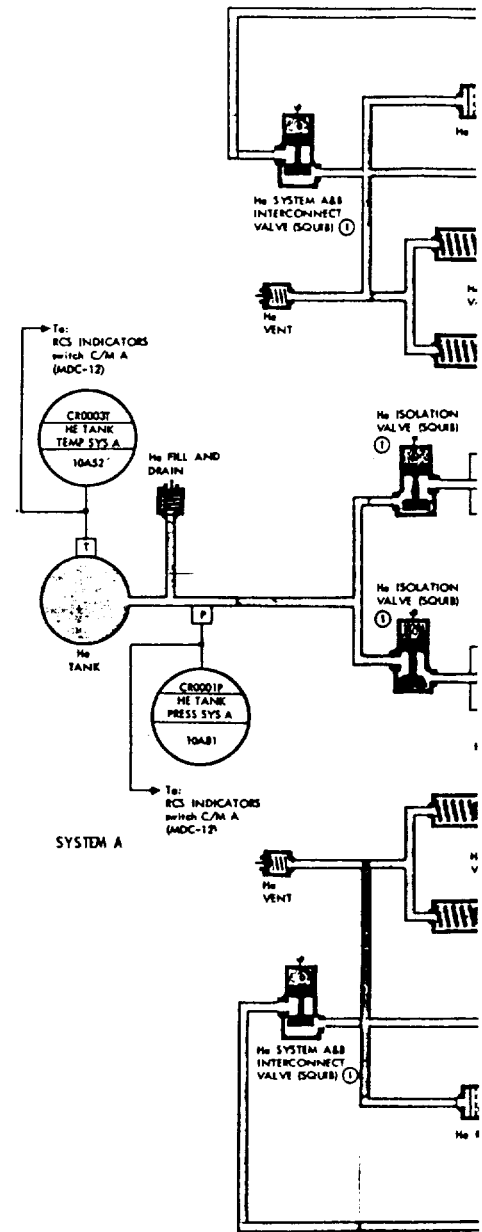 He
He SYSTEM A&B
INTERCONNECT
VALVE (SQUIB) ①
He
VENT
To:
RCS INDICATORS
switch C/M A
(MDC-12)
CR0003T
HE TANK
TEMP SYS A
10A52
He FILL AND
DRAIN
He ISOLATION
VALVE (SQUIB)
①
T
He
TANK
P
He ISOLATION
VALVE (SQUIB)
①
CR0001P
HE TANK
PRESS SYS A
10A81
To:
RCS INDICATORS
switch C/M A
(MDC-12)
SYSTEM A
He
VENT
He SYSTEM A&B
INTERCONNECT
VALVE (SQUIB) ①
He